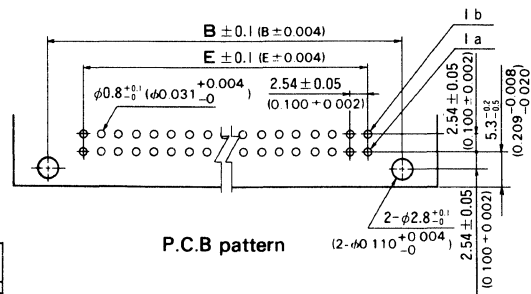 B ±0.1 (B ±0.004)
E ±0.1 (E ±0.004)
1 b
1 a
ϕ0.8 +0.1 -0 (ϕ0.031 +0.004 -0)
2.54 ±0.05
(0.100 ±0.002)
2.54 ±0.05
(0.100 ±0.002)
5.3 -0.2 -0.5
(0.209 -0.008 -0.020)
2-ϕ2.8 +0.1 -0
(2-ϕ0.110 +0.004 -0)
2.54 ±0.05
(0.100 ±0.002)
P.C.B pattern